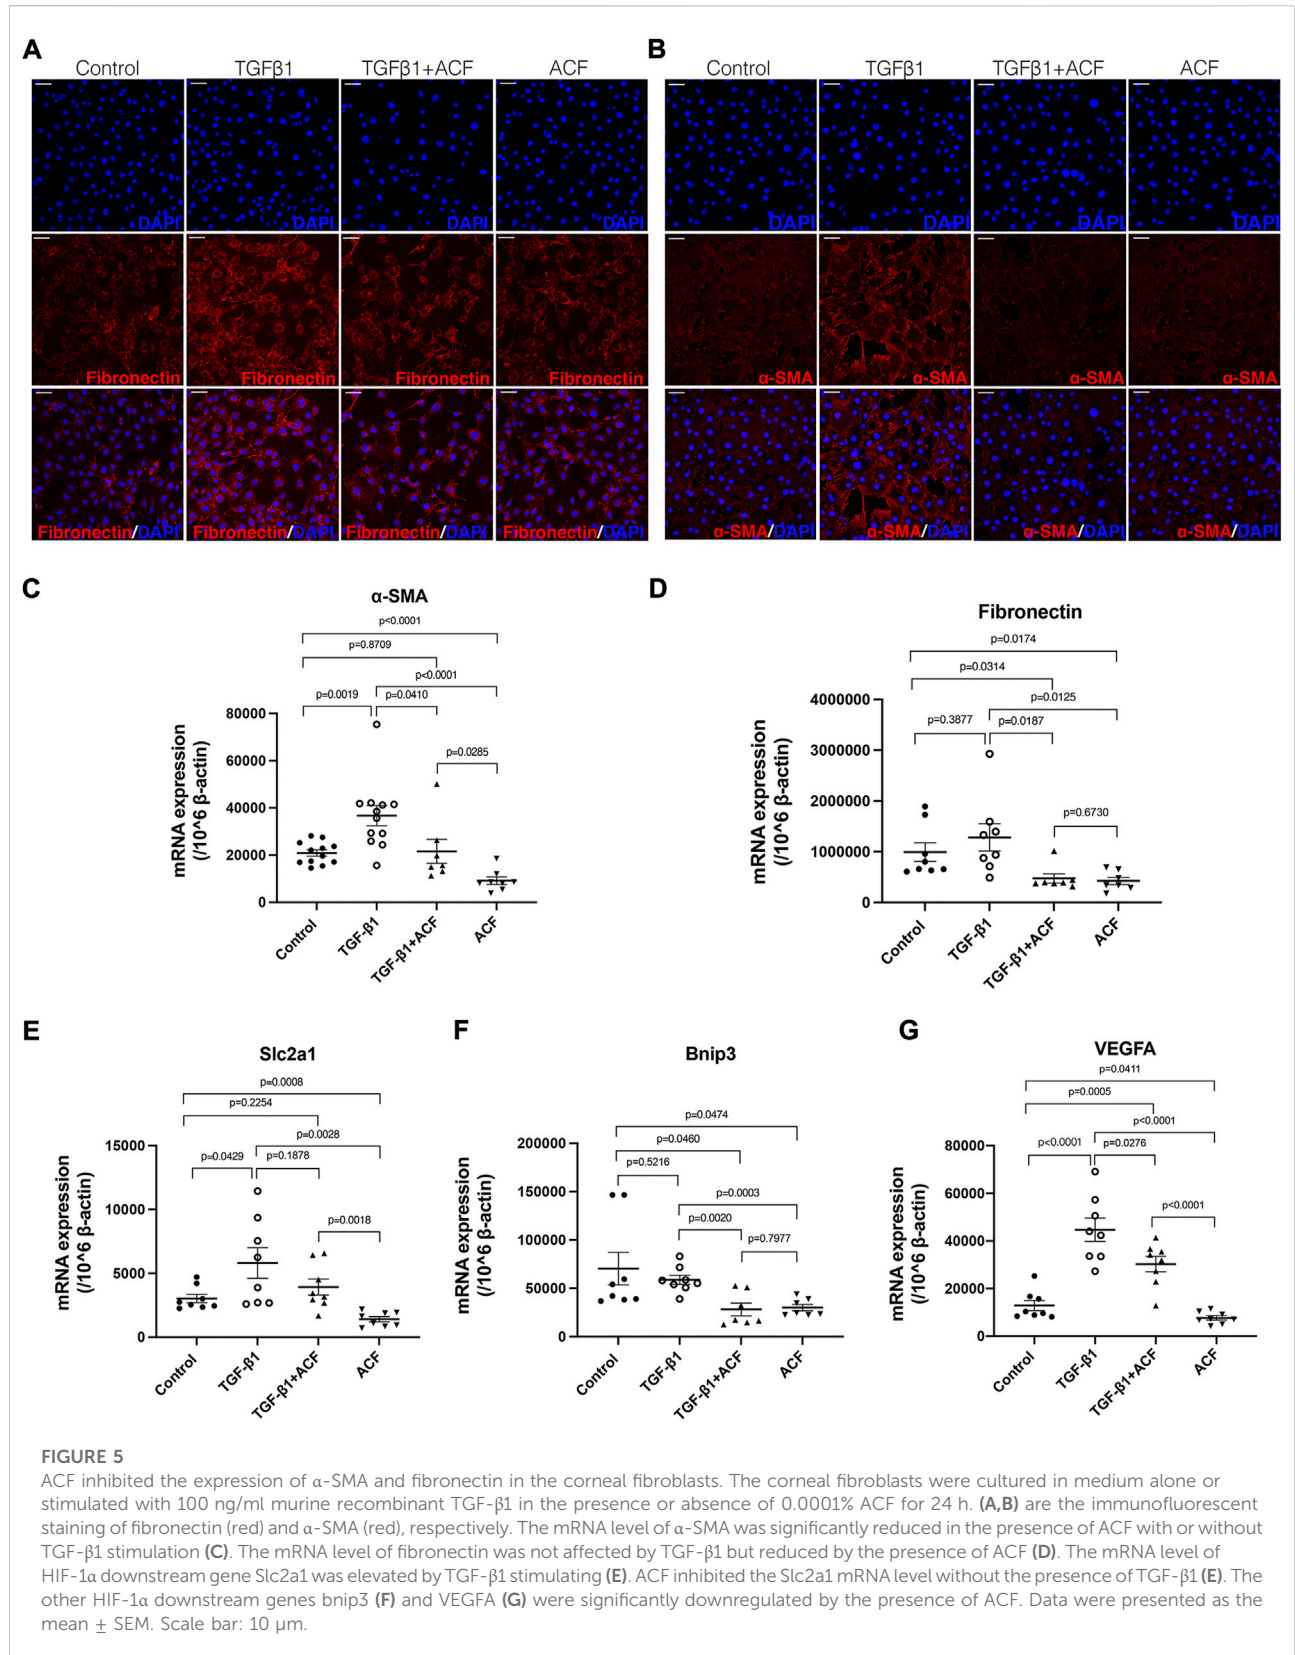 A
Control TGFβ1 TGFβ1+ACF ACF
DAPI DAPI DAPI DAPI
Fibronectin Fibronectin Fibronectin Fibronectin
Fibronectin/DAPI Fibronectin/DAPI Fibronectin/DAPI Fibronectin/DAPI
B
Control TGFβ1 TGFβ1+ACF ACF
DAPI DAPI DAPI DAPI
α-SMA α-SMA α-SMA α-SMA
α-SMA/DAPI α-SMA/DAPI α-SMA/DAPI α-SMA/DAPI
C
α-SMA
p<0.0001
p=0.8709
p<0.0001
p=0.0019 p=0.0410
p=0.0285
mRNA expression
(/10^6 β-actin)
80000
60000
40000
20000
0
Control TGF-β1 TGF-β1+ACF ACF
D
Fibronectin
p=0.0174
p=0.0314
p=0.0125
p=0.3877 p=0.0187
p=0.6730
mRNA expression
(/10^6 β-actin)
4000000
3000000
2000000
1000000
0
Control TGF-β1 TGF-β1+ACF ACF
E
Slc2a1
p=0.0008
p=0.2254
p=0.0028
p=0.0429 p=0.1878
p=0.0018
mRNA expression
(/10^6 β-actin)
15000
10000
5000
0
Control TGF-β1 TGF-β1+ACF ACF
F
Bnip3
p=0.0474
p=0.0460
p=0.5216
p=0.0003
p=0.0020
p=0.7977
mRNA expression
(/10^6 β-actin)
200000
150000
100000
50000
0
Control TGF-β1 TGF-β1+ACF ACF
G
VEGFA
p=0.0411
p=0.0005
p<0.0001
p<0.0001 p=0.0276
p<0.0001
mRNA expression
(/10^6 β-actin)
80000
60000
40000
20000
0
Control TGF-β1 TGF-β1+ACF ACF
FIGURE 5
ACF inhibited the expression of α-SMA and fibronectin in the corneal fibroblasts. The corneal fibroblasts were cultured in medium alone or
stimulated with 100 ng/ml murine recombinant TGF-β1 in the presence or absence of 0.0001% ACF for 24 h. (A,B) are the immunofluorescent
staining of fibronectin (red) and α-SMA (red), respectively. The mRNA level of α-SMA was significantly reduced in the presence of ACF with or without
TGF-β1 stimulation (C). The mRNA level of fibronectin was not affected by TGF-β1 but reduced by the presence of ACF (D). The mRNA level of
HIF-1α downstream gene Slc2a1 was elevated by TGF-β1 stimulating (E). ACF inhibited the Slc2a1 mRNA level without the presence of TGF-β1 (E). The
other HIF-1α downstream genes bnip3 (F) and VEGFA (G) were significantly downregulated by the presence of ACF. Data were presented as the
mean ± SEM. Scale bar: 10 μm.